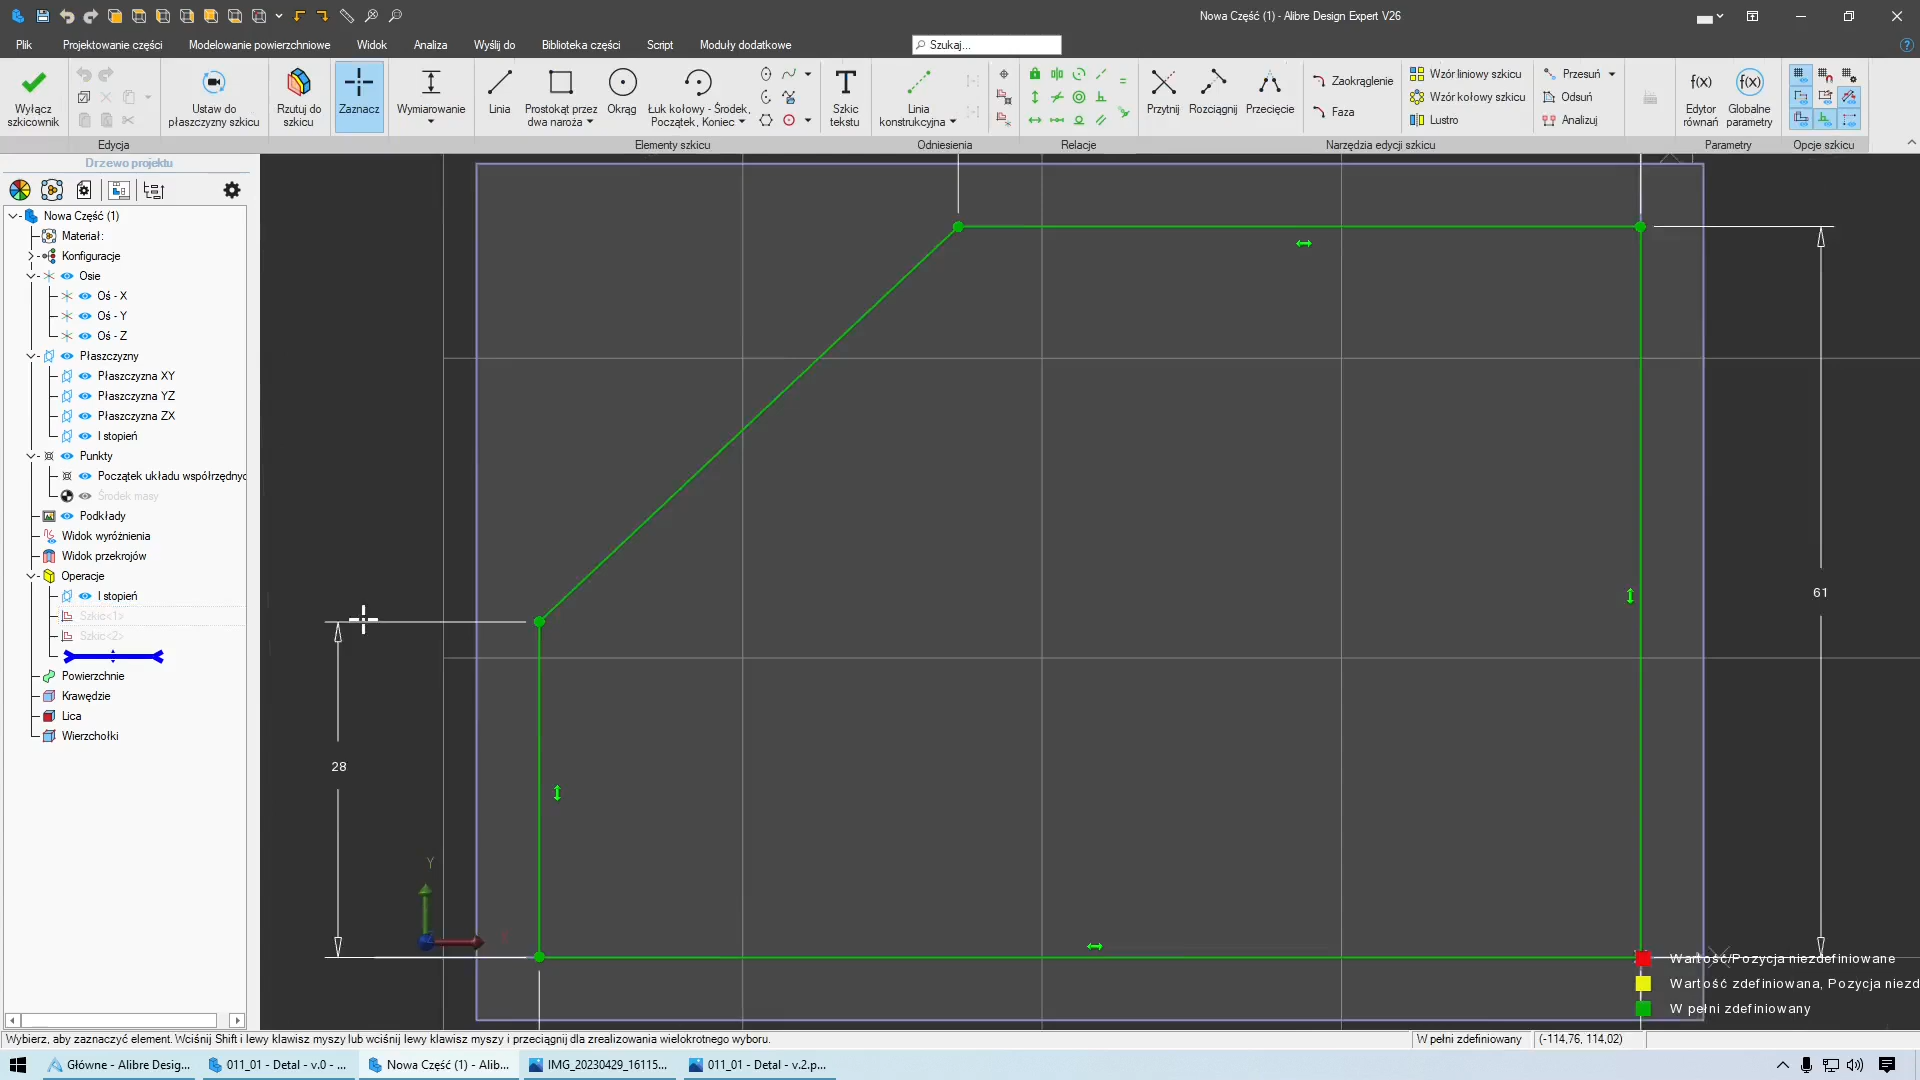 Nowa Część (1) - Alibre Design Expert V26
Plik
Projektowanie części
Modelowanie powierzchniowe
Widok
Analiza
Wyślij do
Biblioteka części
Script
Moduły dodatkowe
Szukaj...
Wyłącz szkicownik
Ustaw do płaszczyzny szkicu
Rzutuj do szkicu
Zaznacz
Wymiarowanie
Linia
Prostokąt przez dwa naroża
Okrąg
Łuk kołowy - Środek, Początek, Koniec
Szkic tekstu
Linia konstrukcyjna
Przytnij
Rozciągnij
Przecięcie
Zaokrąglenie
Faza
Wzór liniowy szkicu
Wzór kołowy szkicu
Lustro
Przesuń
Odsuń
Analizuj
f(x)
Edytor równań
f(x)
Globalne parametry
Edycja
Elementy szkicu
Odniesienia
Relacje
Narzędzia edycji szkicu
Parametry
Opcje szkicu
Drzewo projektu
Nowa Część (1)
Materiał:
Konfiguracje
Osie
Oś - X
Oś - Y
Oś - Z
Płaszczyzny
Płaszczyzna XY
Płaszczyzna YZ
Płaszczyzna ZX
I stopień
Punkty
Początek układu współrzędnyc
Środek masy
Podkłady
Widok wyróżnienia
Widok przekrojów
Operacje
I stopień
Szkic<1>
Szkic<2>
Powierzchnie
Krawędzie
Lica
Wierzchołki
61
28
Y
Wartość/Pozycja niezdefiniowane
Wartość zdefiniowana, Pozycja niezd
W pełni zdefiniowany
Wybierz, aby zaznaczyć element. Wciśnij Shift i lewy klawisz myszy lub wciśnij lewy klawisz myszy i przeciągnij dla zrealizowania wielokrotnego wyboru.
W pełni zdefiniowany
(-114,76, 114,02)
Główne - Alibre Desig...
011_01 - Detal - v.0 - ...
Nowa Część (1) - Alib...
IMG_20230429_16115...
011_01 - Detal - v.2.p...